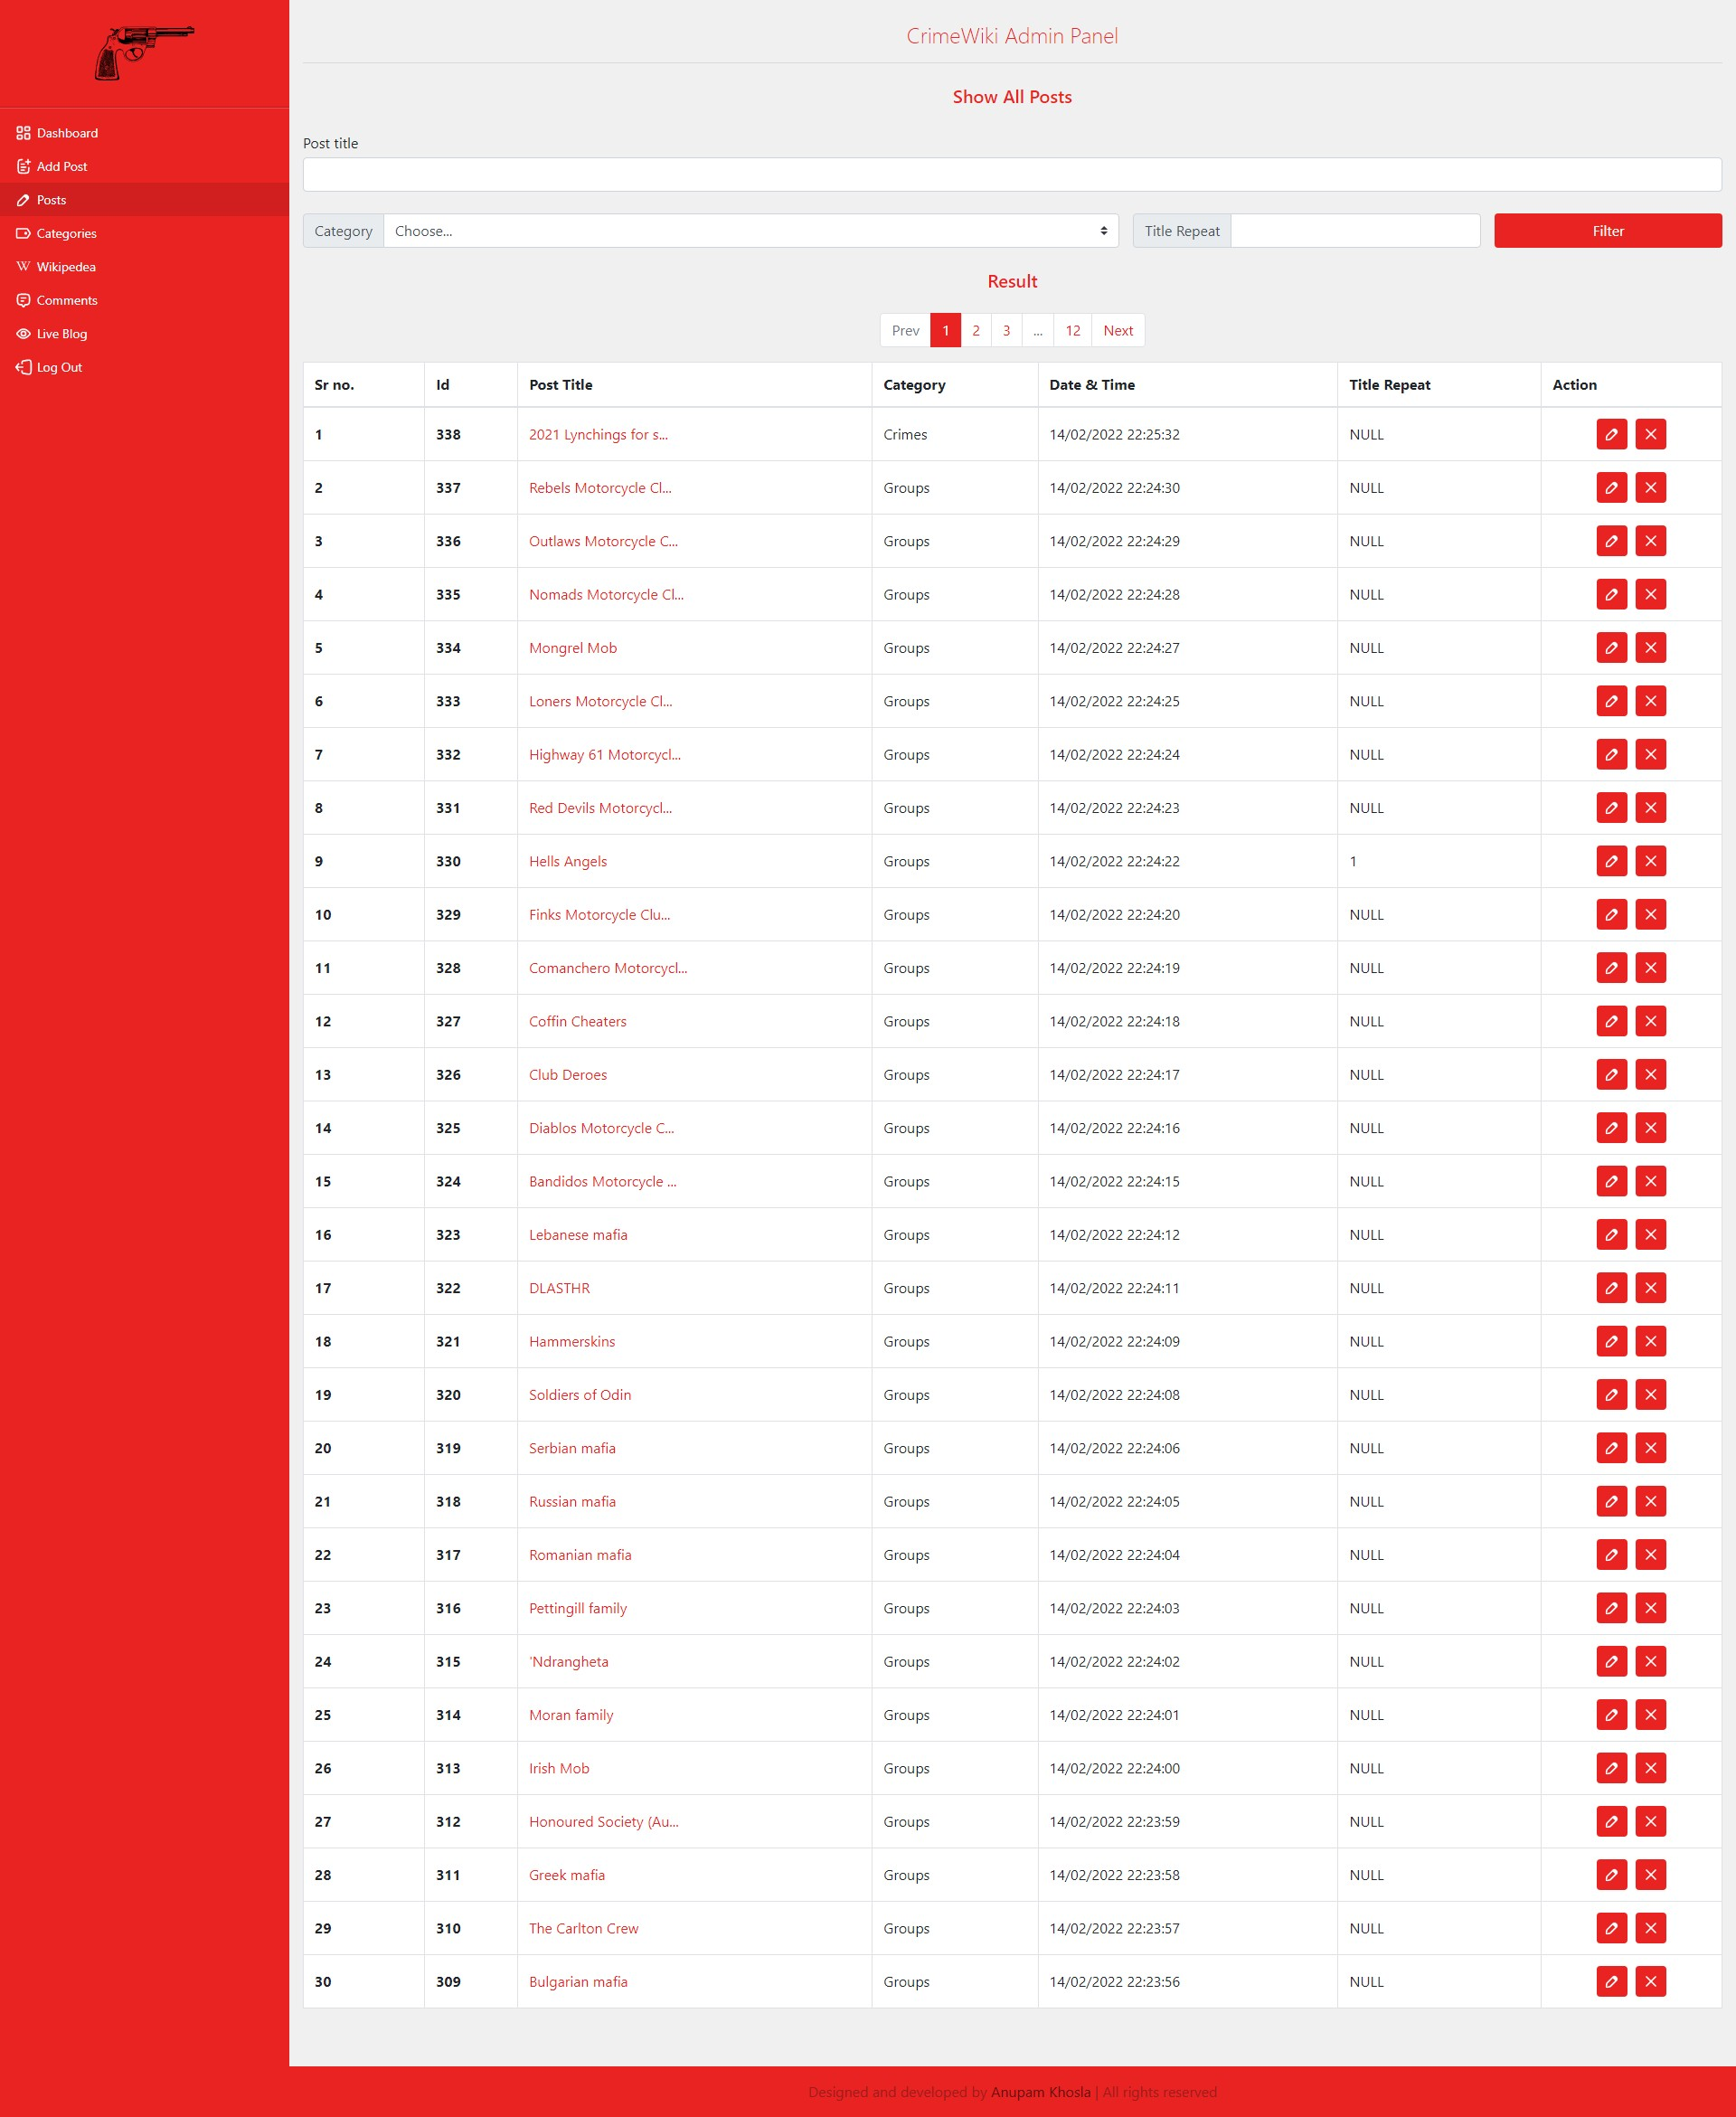 CrimeWiki Admin Panel
Dashboard
Add Post
Posts
Categories
Wikipedea
Comments
Live Blog
Log Out
Show All Posts
Post title
Category Choose... Title Repeat Filter
Result
Prev 1 2 3 ... 12 Next
Sr no. Id Post Title Category Date & Time Title Repeat Action
1 338 2021 Lynchings for s... Crimes 14/02/2022 22:25:32 NULL
2 337 Rebels Motorcycle Cl... Groups 14/02/2022 22:24:30 NULL
3 336 Outlaws Motorcycle C... Groups 14/02/2022 22:24:29 NULL
4 335 Nomads Motorcycle Cl... Groups 14/02/2022 22:24:28 NULL
5 334 Mongrel Mob Groups 14/02/2022 22:24:27 NULL
6 333 Loners Motorcycle Cl... Groups 14/02/2022 22:24:25 NULL
7 332 Highway 61 Motorcycl... Groups 14/02/2022 22:24:24 NULL
8 331 Red Devils Motorcycl... Groups 14/02/2022 22:24:23 NULL
9 330 Hells Angels Groups 14/02/2022 22:24:22 1
10 329 Finks Motorcycle Clu... Groups 14/02/2022 22:24:20 NULL
11 328 Comanchero Motorcycl... Groups 14/02/2022 22:24:19 NULL
12 327 Coffin Cheaters Groups 14/02/2022 22:24:18 NULL
13 326 Club Deroes Groups 14/02/2022 22:24:17 NULL
14 325 Diablos Motorcycle C... Groups 14/02/2022 22:24:16 NULL
15 324 Bandidos Motorcycle ... Groups 14/02/2022 22:24:15 NULL
16 323 Lebanese mafia Groups 14/02/2022 22:24:12 NULL
17 322 DLASTHR Groups 14/02/2022 22:24:11 NULL
18 321 Hammerskins Groups 14/02/2022 22:24:09 NULL
19 320 Soldiers of Odin Groups 14/02/2022 22:24:08 NULL
20 319 Serbian mafia Groups 14/02/2022 22:24:06 NULL
21 318 Russian mafia Groups 14/02/2022 22:24:05 NULL
22 317 Romanian mafia Groups 14/02/2022 22:24:04 NULL
23 316 Pettingill family Groups 14/02/2022 22:24:03 NULL
24 315 'Ndrangheta Groups 14/02/2022 22:24:02 NULL
25 314 Moran family Groups 14/02/2022 22:24:01 NULL
26 313 Irish Mob Groups 14/02/2022 22:24:00 NULL
27 312 Honoured Society (Au... Groups 14/02/2022 22:23:59 NULL
28 311 Greek mafia Groups 14/02/2022 22:23:58 NULL
29 310 The Carlton Crew Groups 14/02/2022 22:23:57 NULL
30 309 Bulgarian mafia Groups 14/02/2022 22:23:56 NULL
Designed and developed by Anupam Khosla | All rights reserved